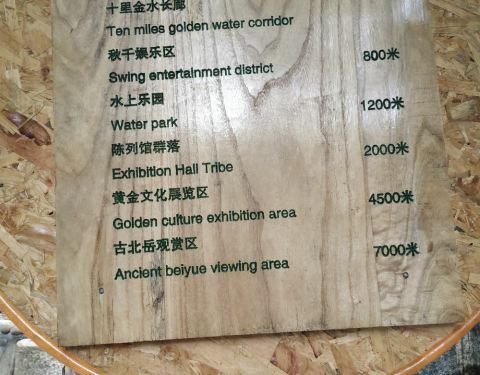 十里金水长廊
Ten miles golden water corridor
秋千娱乐区 800米
Swing entertainment district
水上乐园 1200米
Water park
陈列馆群落 2000米
Exhibition Hall Tribe
黄金文化展览区 4500米
Golden culture exhibition area
古北岳观赏区 7000米
Ancient beiyue viewing area